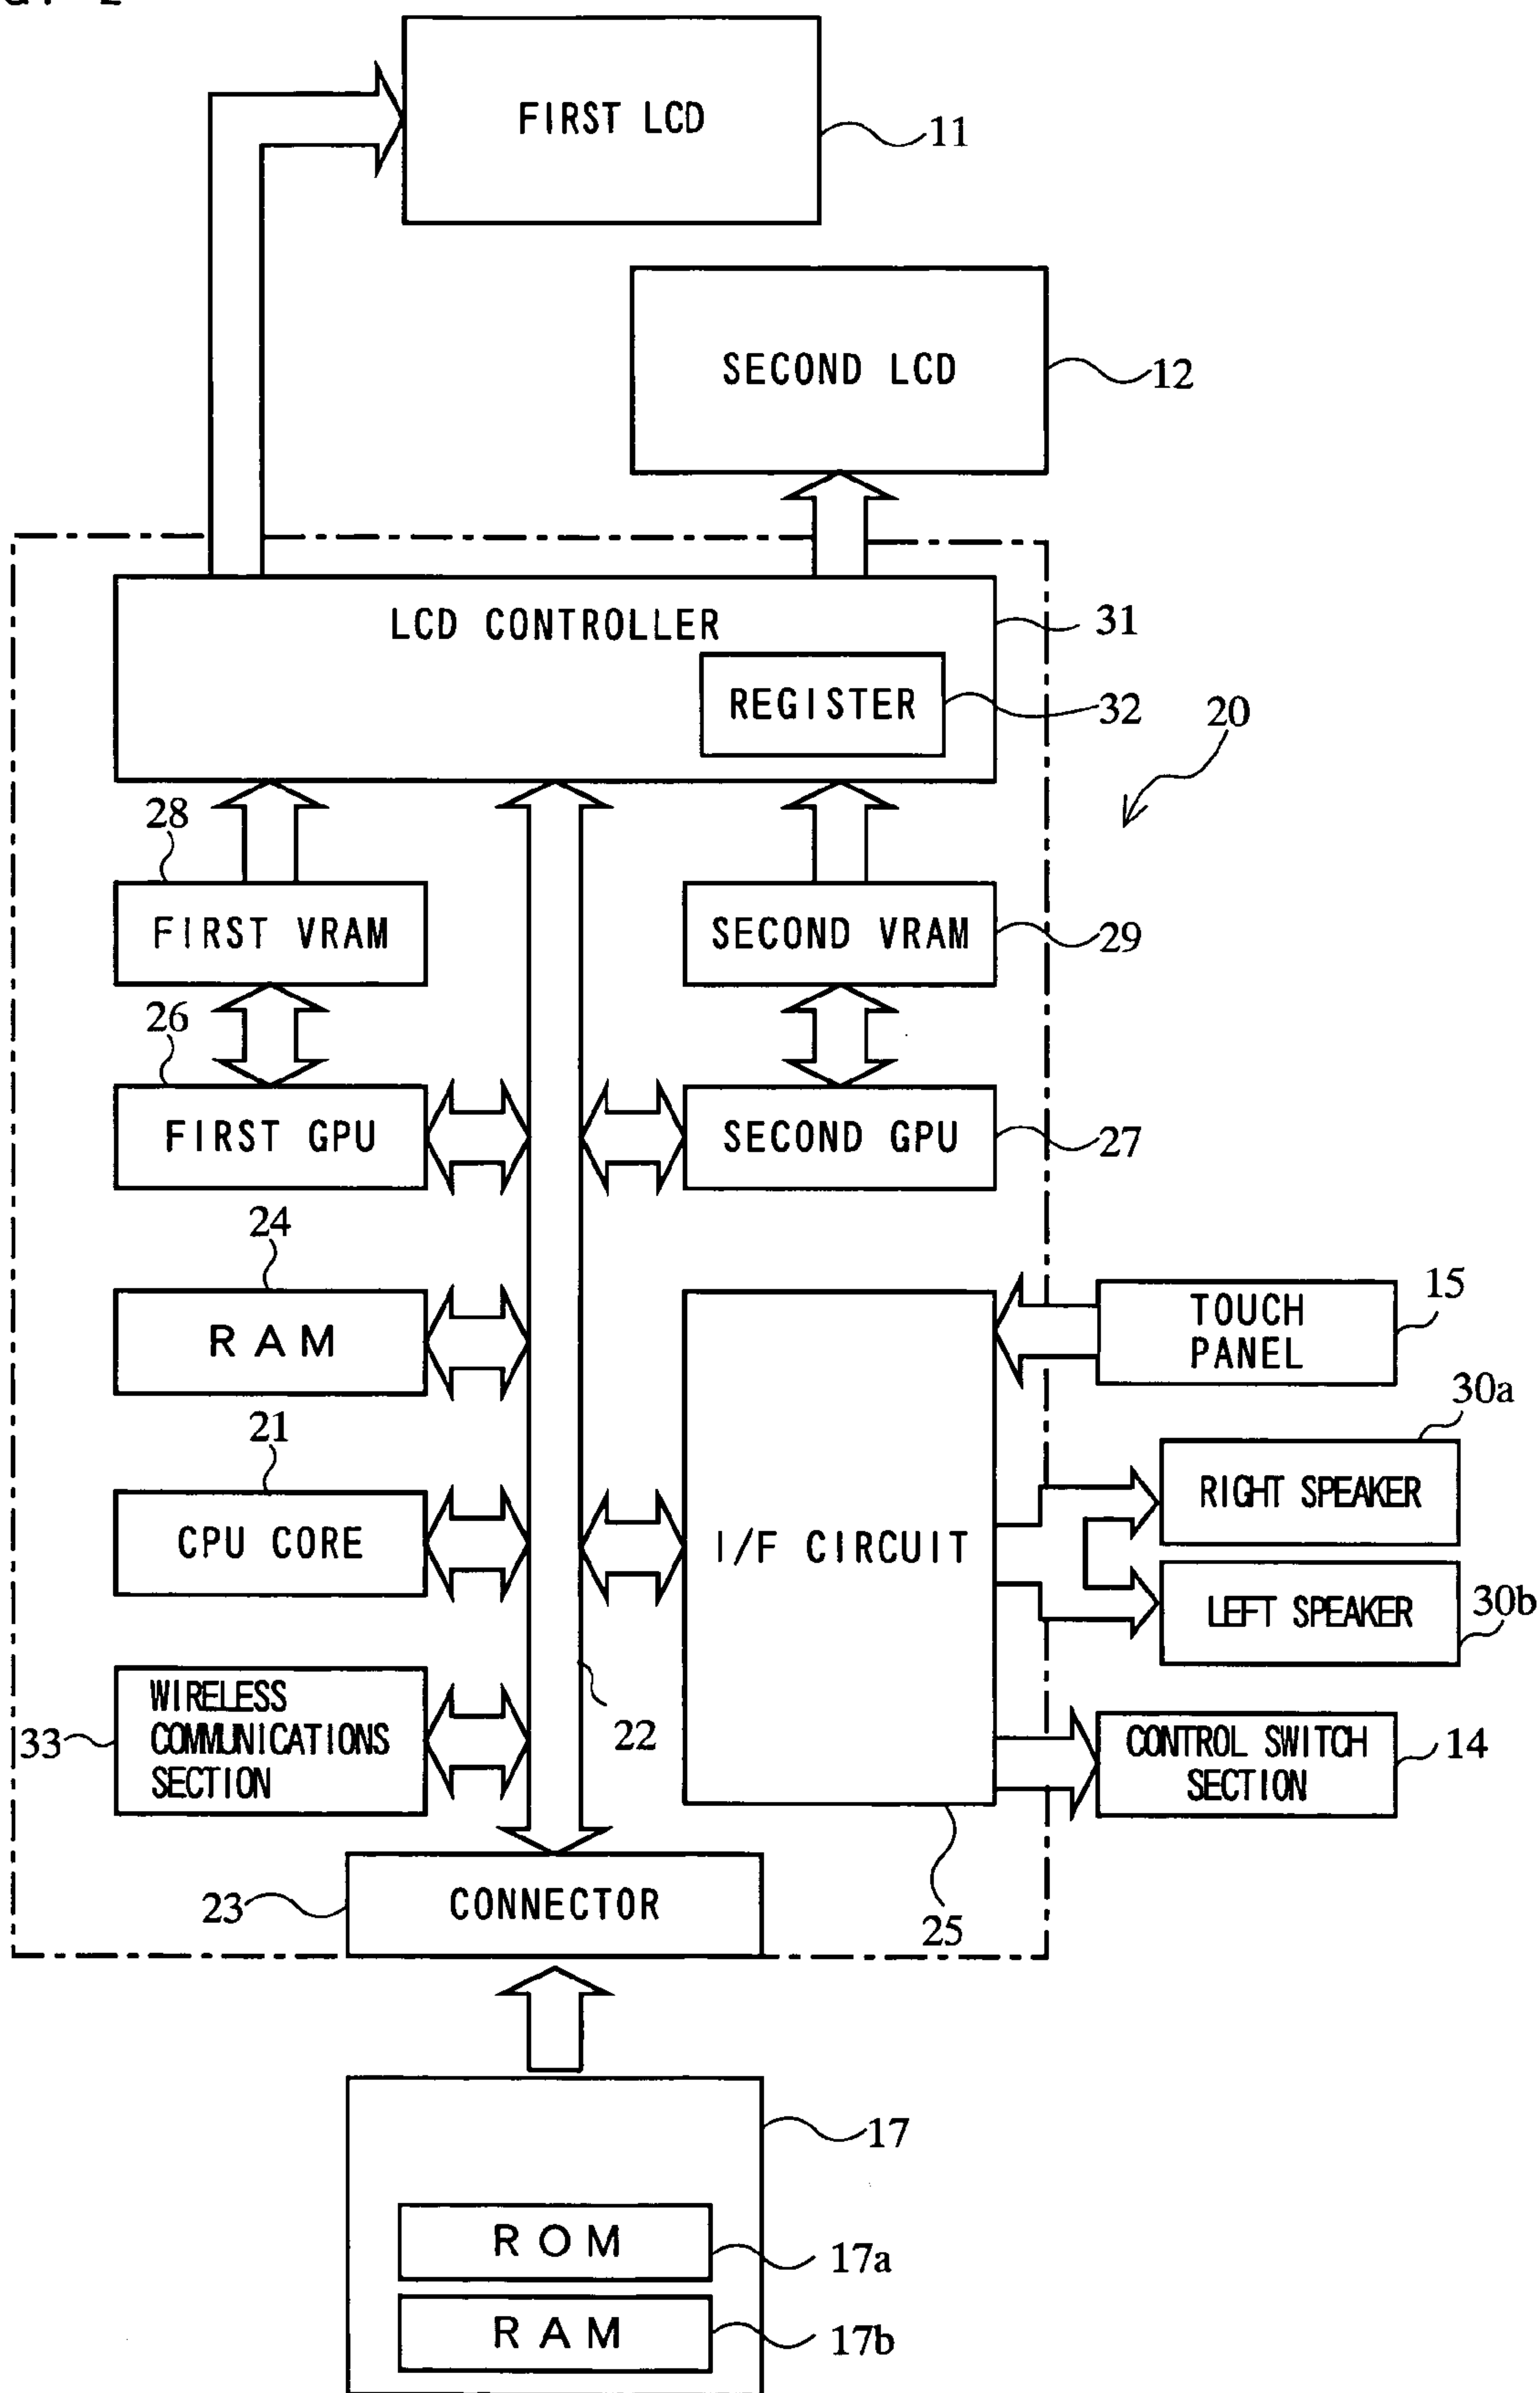 FIRST LCD
11
SECOND LCD
12
LCD CONTROLLER
31
REGISTER
32
20
28
FIRST VRAM
SECOND VRAM
29
26
FIRST GPU
SECOND GPU
27
24
RAM
TOUCH
PANEL
15
21
CPU CORE
I/F CIRCUIT
30a
RIGHT SPEAKER
LEFT SPEAKER
30b
33
WIRELESS
COMMUNICATIONS
SECTION
22
CONTROL SWITCH
SECTION
14
23
CONNECTOR
25
17
ROM
17a
RAM
17b